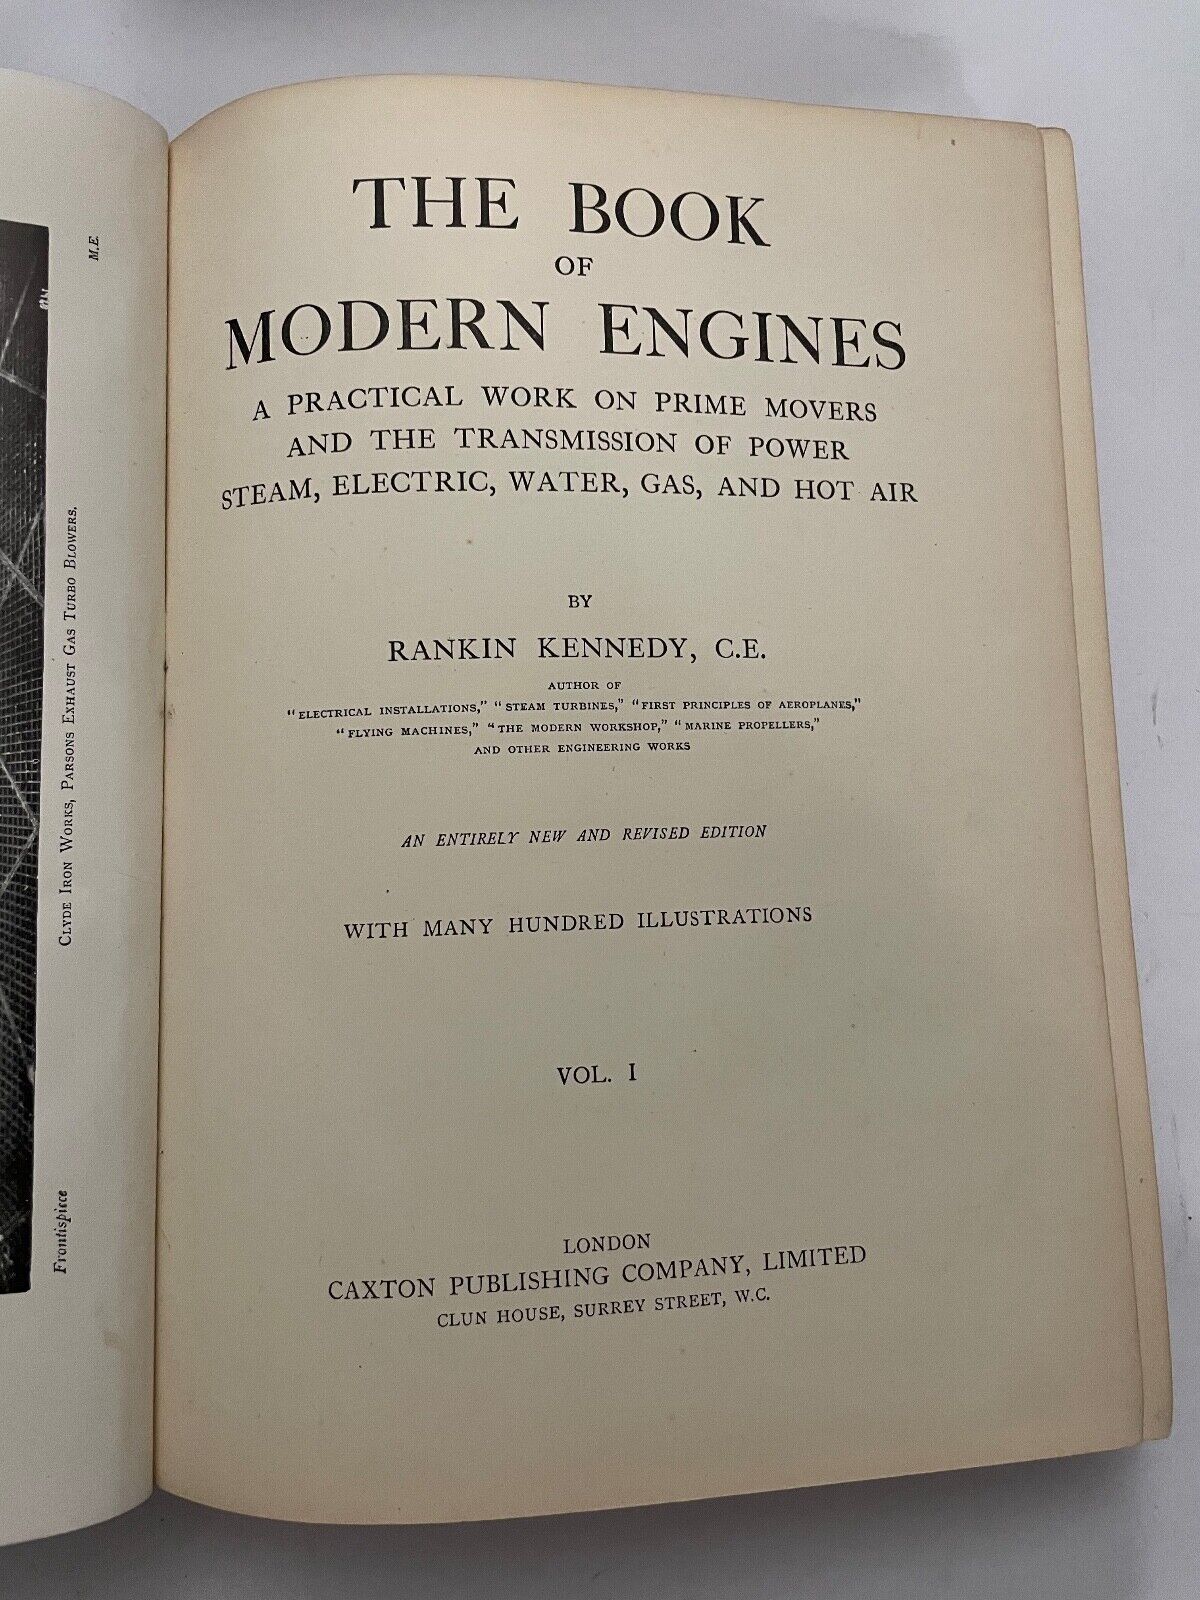 M.E.
CLYDE IRON WORKS, PARSONS EXHAUST GAS TURBO BLOWERS.
Frontispiece
THE BOOK
OF
MODERN ENGINES
A PRACTICAL WORK ON PRIME MOVERS
AND THE TRANSMISSION OF POWER
STEAM, ELECTRIC, WATER, GAS, AND HOT AIR
BY
RANKIN KENNEDY, C.E.
AUTHOR OF
"ELECTRICAL INSTALLATIONS," "STEAM TURBINES," "FIRST PRINCIPLES OF AEROPLANES,"
"FLYING MACHINES," "THE MODERN WORKSHOP," "MARINE PROPELLERS,"
AND OTHER ENGINEERING WORKS
AN ENTIRELY NEW AND REVISED EDITION
WITH MANY HUNDRED ILLUSTRATIONS
VOL. I
LONDON
CAXTON PUBLISHING COMPANY, LIMITED
CLUN HOUSE, SURREY STREET, W.C.